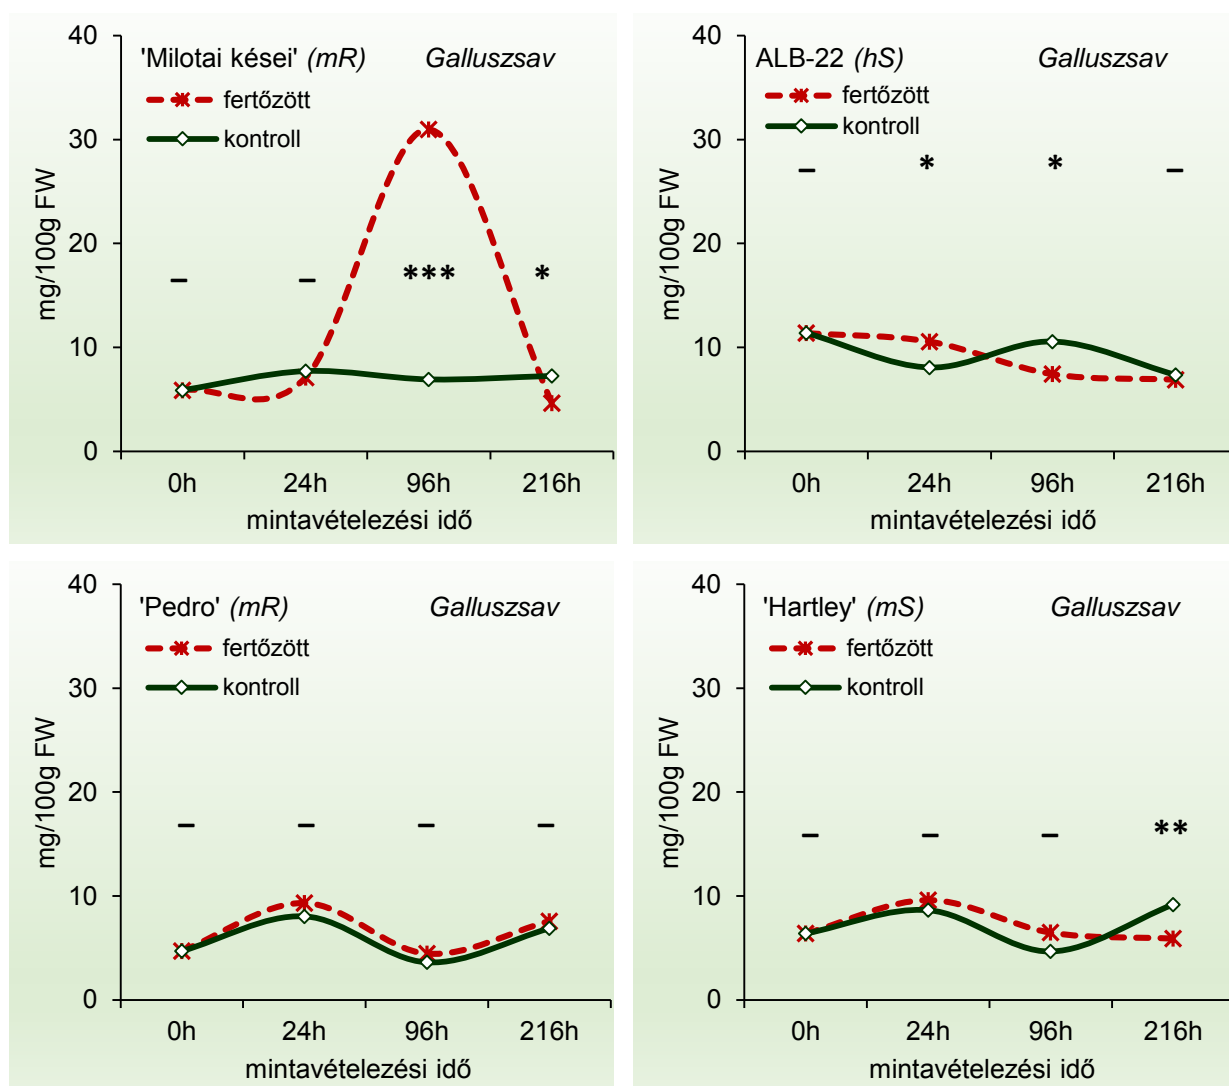 'Milotai kései' (mR) Galluszsav
fertőzött
kontroll
mg/100g FW
40
30
20
10
0
– – *** *
0h 24h 96h 216h
mintavételezési idő
ALB-22 (hS) Galluszsav
fertőzött
kontroll
mg/100g FW
40
30
20
10
0
– * * –
0h 24h 96h 216h
mintavételezési idő
'Pedro' (mR) Galluszsav
fertőzött
kontroll
mg/100g FW
40
30
20
10
0
– – – –
0h 24h 96h 216h
mintavételezési idő
'Hartley' (mS) Galluszsav
fertőzött
kontroll
mg/100g FW
40
30
20
10
0
– – – **
0h 24h 96h 216h
mintavételezési idő